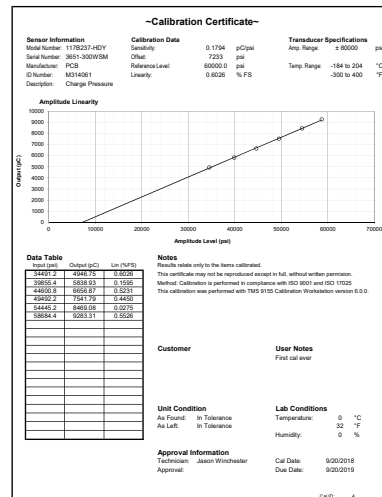 ~Calibration Certificate~
Sensor Information
Model Number: 117B237-HDY
Serial Number: 3651-300WSM
Manufacturer: PCB
ID Number: M314061
Description: Charge Pressure
Calibration Data
Sensitivity: 0.1794 pC/psi
Offset: 7233 psi
Reference Level: 60000.0 psi
Linearity: 0.6026 % FS
Transducer Specifications
Amp. Range: ± 80000 psi
Temp. Range: -184 to 204 °C
-300 to 400 °F
Amplitude Linearity
Output (pC)
10000
9000
8000
7000
6000
5000
4000
3000
2000
1000
0
0 10000 20000 30000 40000 50000 60000 70000
Amplitude Level (psi)
Data Table
Input (psi) Output (pC) Lin (%FS)
34491.2 4946.75 0.6026
39855.4 5838.93 0.1595
44600.8 6656.87 0.5231
49492.2 7541.79 0.4450
54445.2 8469.08 0.0275
58684.4 9283.31 0.5526
Notes
Results relate only to the items calibrated.
This certificate may not be reproduced except in full, without written permision.
Method: Calibration is performed in compliance with ISO 9001 and ISO 17025
This calibration was performed with TMS 9155 Calibration Workstation version 6.0.0.
Customer
User Notes
First cal ever
Unit Condition
As Found: In Tolerance
As Left: In Tolerance
Lab Conditions
Temperature: 0 °C
32 °F
Humidity: 0 %
Approval Information
Technician: Jason Winchester
Approval:
Cal Date: 9/20/2018
Due Date: 9/20/2019